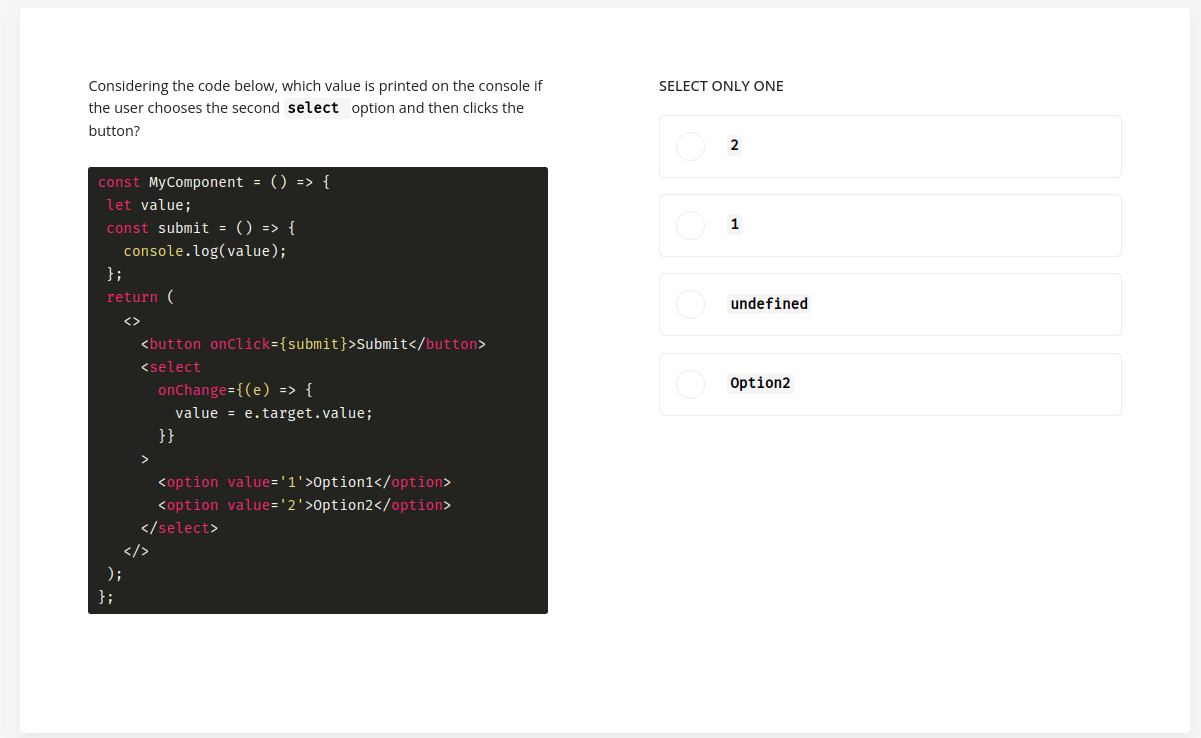 Considering the code below, which value is printed on the console if
the user chooses the second select option and then clicks the
button?
const MyComponent = () => {
let value;
const submit = () => {
console.log(value);
};
return (
<>
<button onClick={submit}>Submit</button>
<select
onChange={(e) => {
value = e.target.value;
}}
>
<option value='1'>Option1</option>
<option value='2'>Option2</option>
</select>
</>
);
};
SELECT ONLY ONE
2
1
undefined
Option2